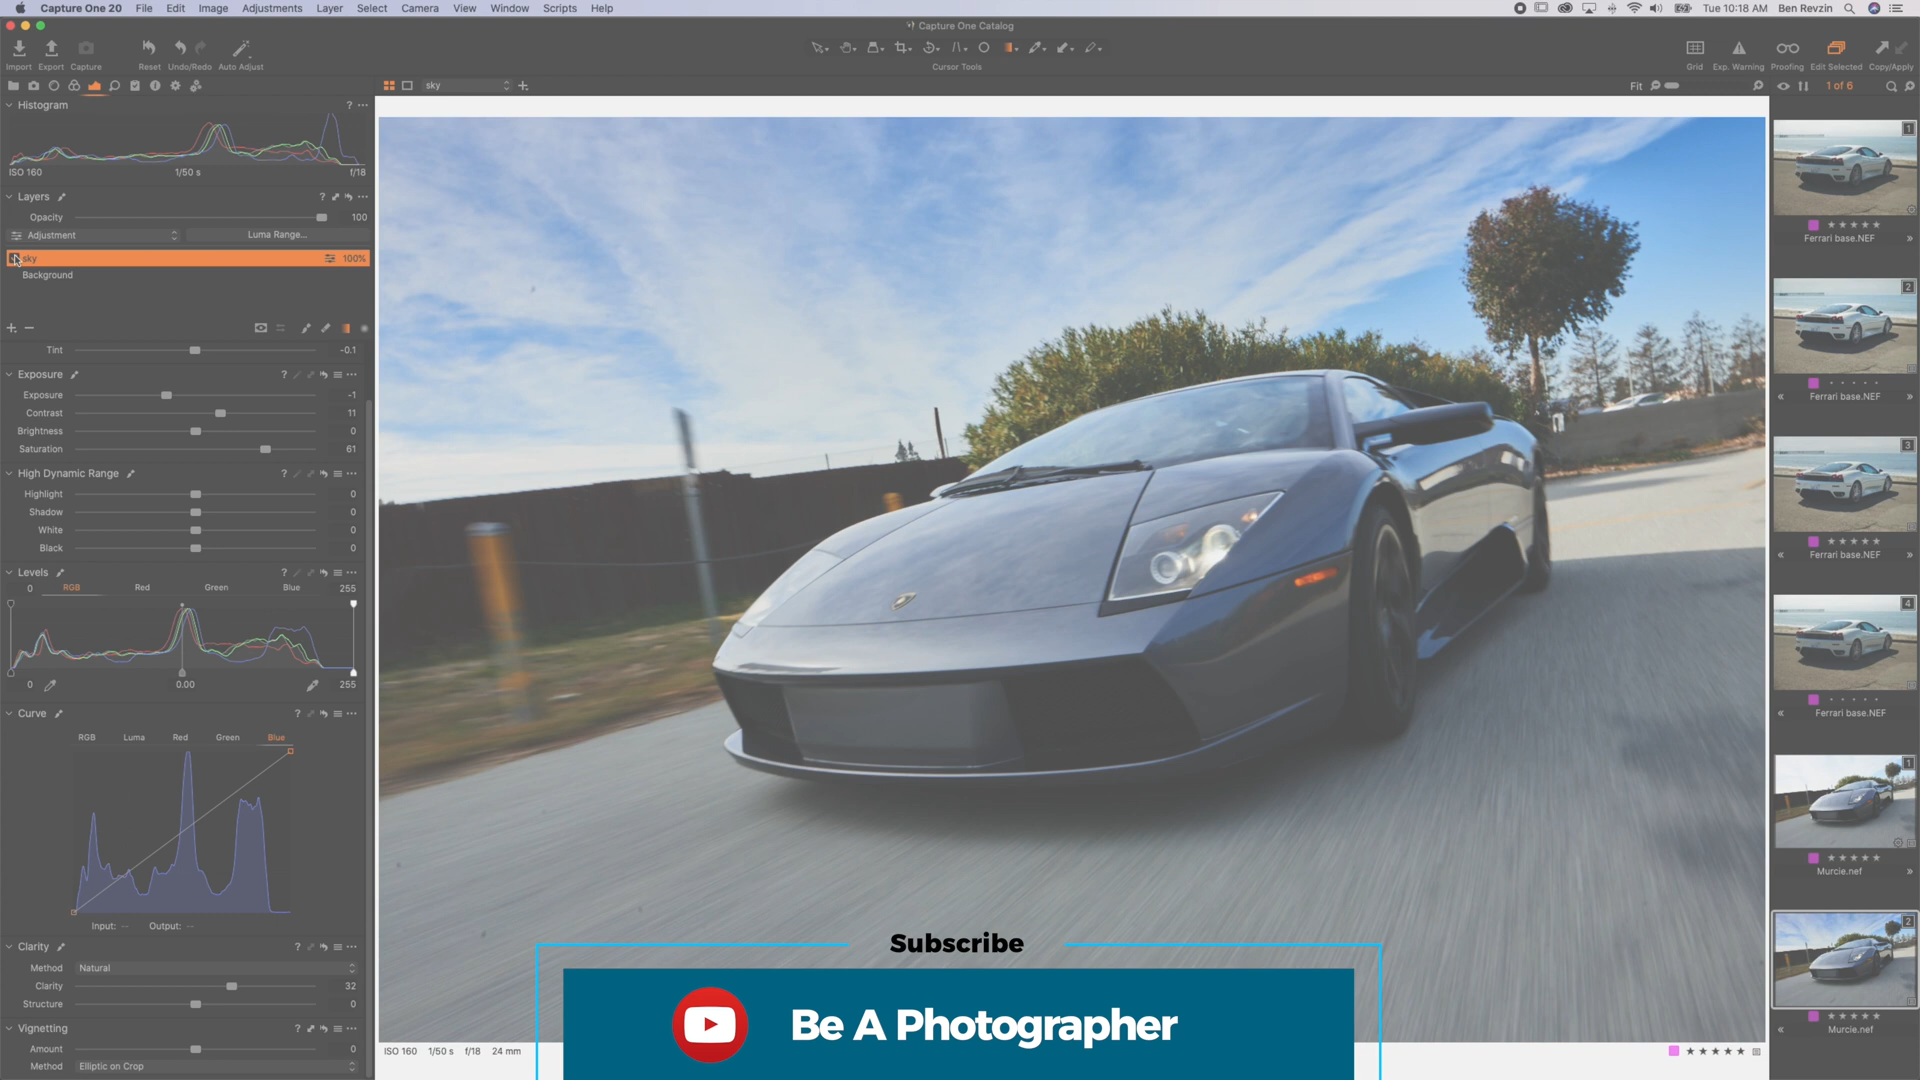 Capture One 20 File Edit Image Adjustments Layer Select Camera View Window Scripts Help
Tue 10:18 AM Ben Revzin
Capture One Catalog
Import Export Capture Reset Undo/Redo Auto Adjust
Cursor Tools
Grid Exp. Warning Proofing Edit Selected Copy/Apply
sky
Fit
1 of 6
Histogram
ISO 160 1/50 s f/18
Layers
Opacity 100
Adjustment Luma Range...
sky 100%
Background
Tint -0.1
Exposure
Exposure -1
Contrast 11
Brightness 0
Saturation 61
High Dynamic Range
Highlight 0
Shadow 0
White 0
Black 0
Levels
0 RGB Red Green Blue 255
0 0.00 255
Curve
RGB Luma Red Green Blue
Input: -- Output: --
Clarity
Method Natural
Clarity 32
Structure 0
Vignetting
Amount 0
Method Elliptic on Crop
ISO 160 1/50 s f/18 24 mm
Subscribe
Be A Photographer
1
Ferrari base.NEF
2
Ferrari base.NEF
3
Ferrari base.NEF
4
Ferrari base.NEF
1
Murcie.nef
2
Murcie.nef